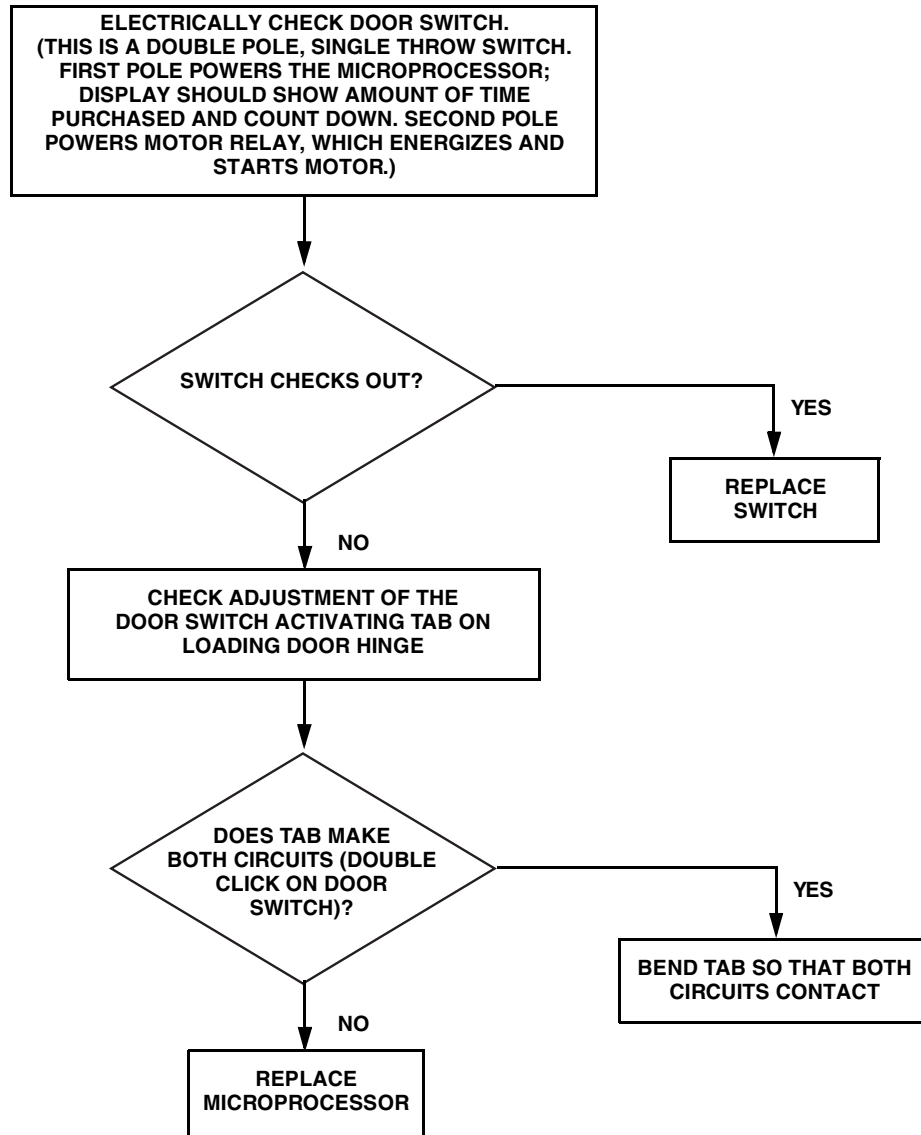 ELECTRICALLY CHECK DOOR SWITCH.
(THIS IS A DOUBLE POLE, SINGLE THROW SWITCH.
FIRST POLE POWERS THE MICROPROCESSOR;
DISPLAY SHOULD SHOW AMOUNT OF TIME
PURCHASED AND COUNT DOWN. SECOND POLE
POWERS MOTOR RELAY, WHICH ENERGIZES AND
STARTS MOTOR.)
SWITCH CHECKS OUT?
YES
REPLACE
SWITCH
NO
CHECK ADJUSTMENT OF THE
DOOR SWITCH ACTIVATING TAB ON
LOADING DOOR HINGE
DOES TAB MAKE
BOTH CIRCUITS (DOUBLE
CLICK ON DOOR
SWITCH)?
YES
BEND TAB SO THAT BOTH
CIRCUITS CONTACT
NO
REPLACE
MICROPROCESSOR